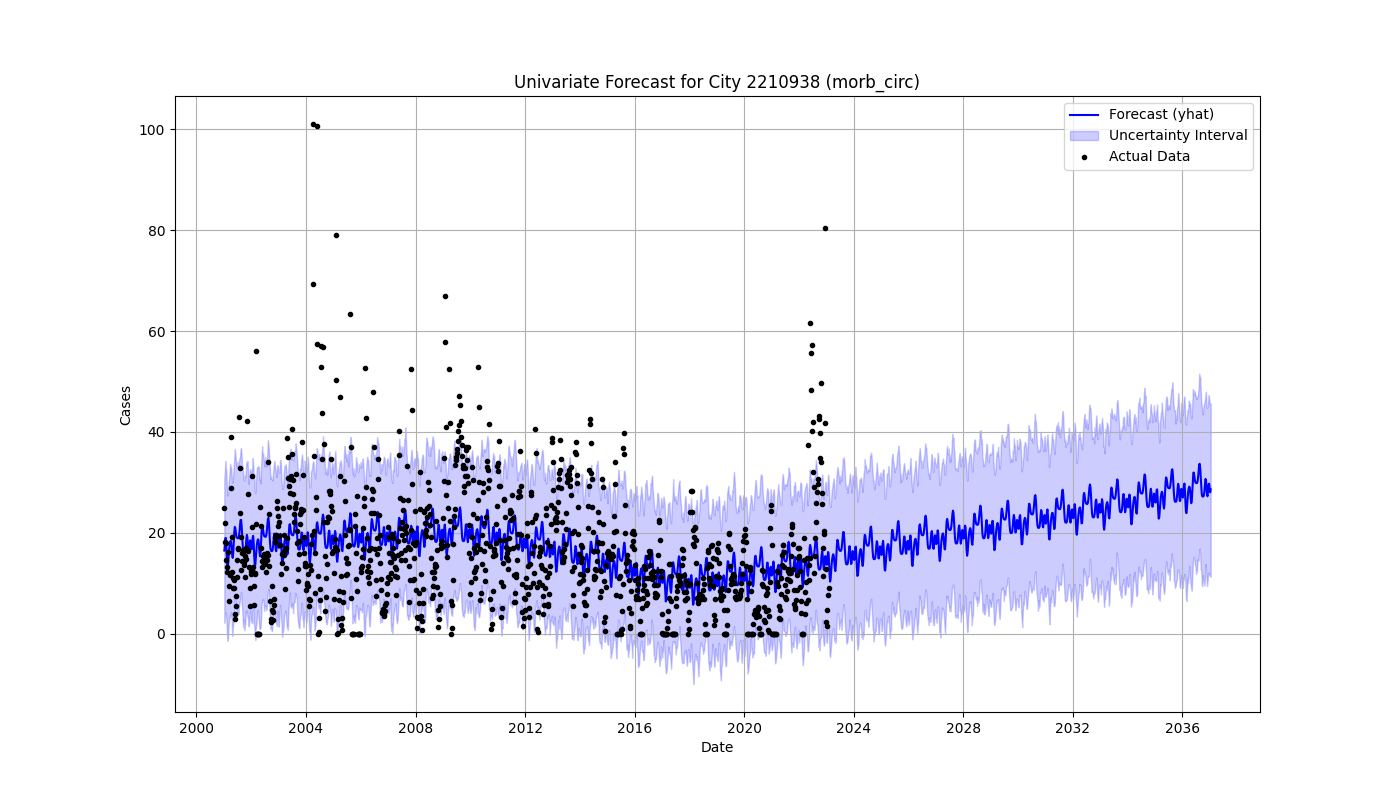 Univariate Forecast for City 2210938 (morb_circ)
Forecast (yhat)
Uncertainty Interval
Actual Data
100
80
60
40
20
0
Cases
2000 2004 2008 2012 2016 2020 2024 2028 2032 2036
Date